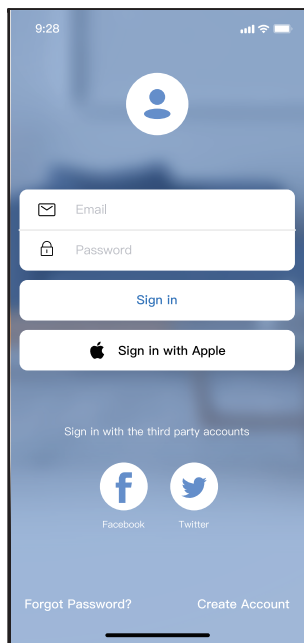 9:28
Email
Password
Sign in
Sign in with Apple
Sign in with the third party accounts
Facebook
Twitter
Forgot Password?
Create Account